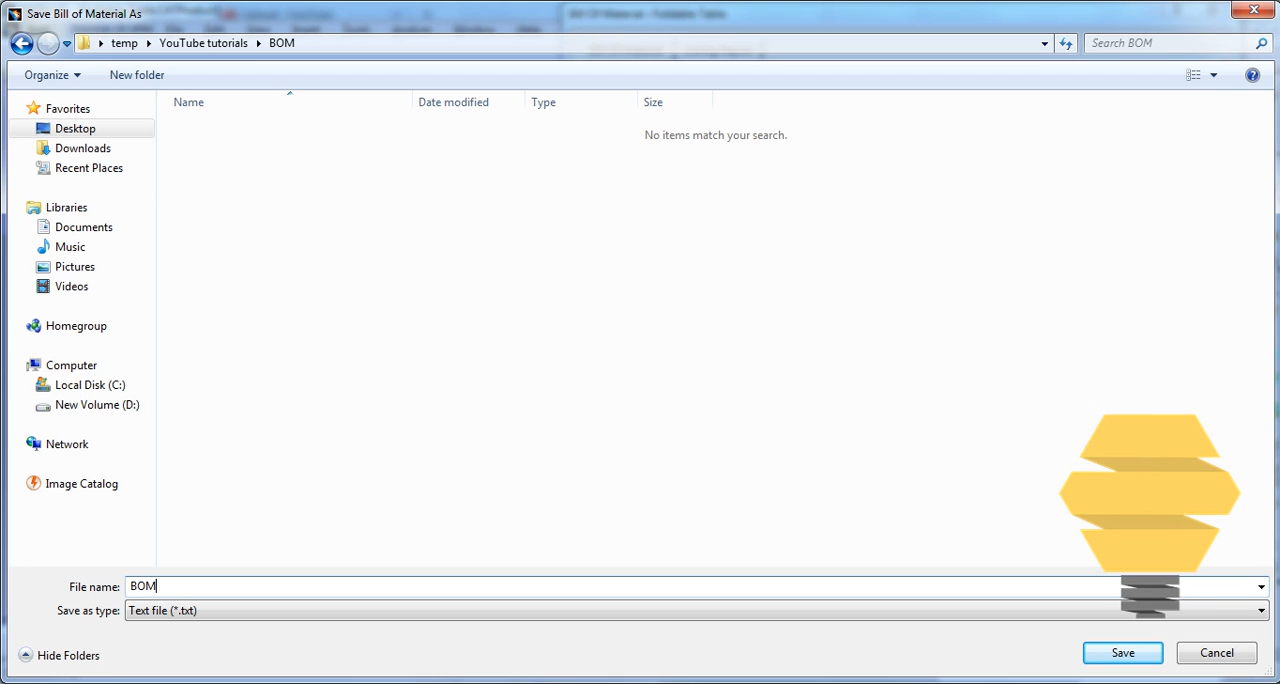 Save Bill of Material As
temp YouTube tutorials BOM
Search BOM
Organize New folder
Name Date modified Type Size
No items match your search.
Favorites
Desktop
Downloads
Recent Places
Libraries
Documents
Music
Pictures
Videos
Homegroup
Computer
Local Disk (C:)
New Volume (D:)
Network
Image Catalog
File name: BOM
Save as type: Text file (*.txt)
Hide Folders
Save Cancel